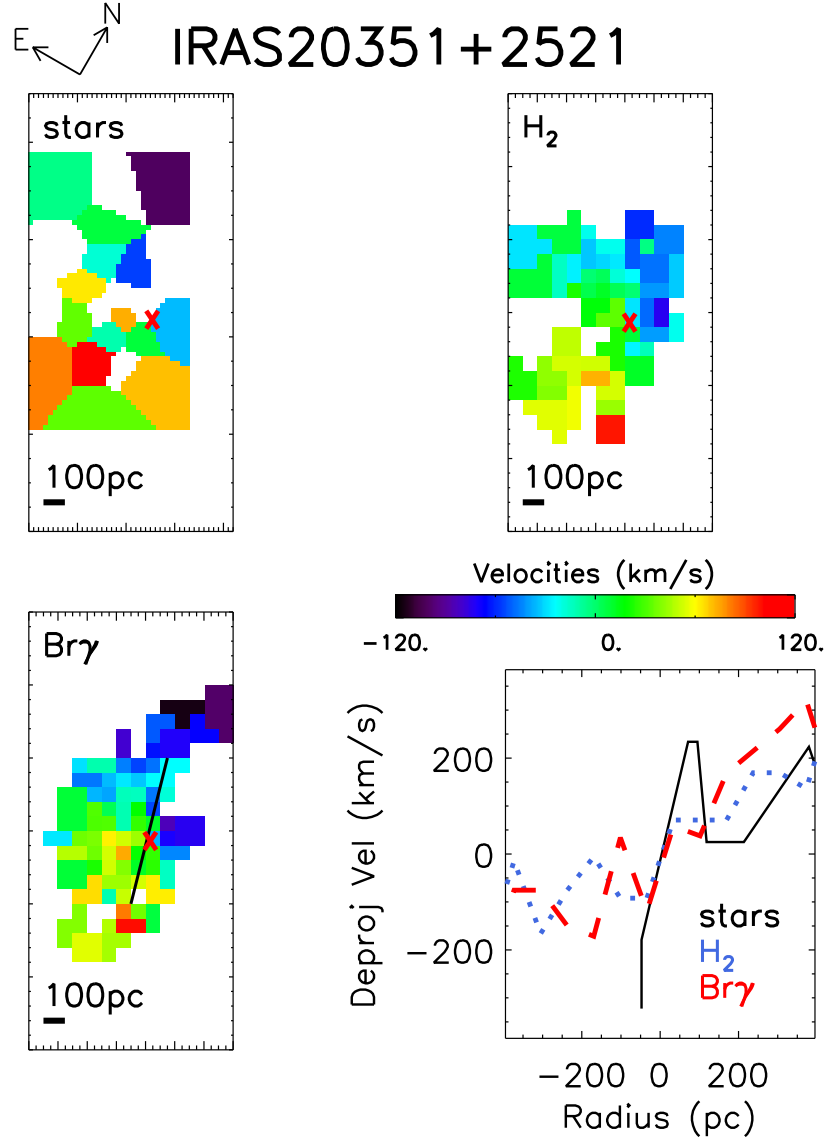 N
E
IRAS20351+2521
stars
H2
100pc
100pc
Velocities (km/s)
-120. 0. 120.
Brγ
100pc
Deproj Vel (km/s)
200
0
-200
stars
H2
Brγ
-200 0 200
Radius (pc)